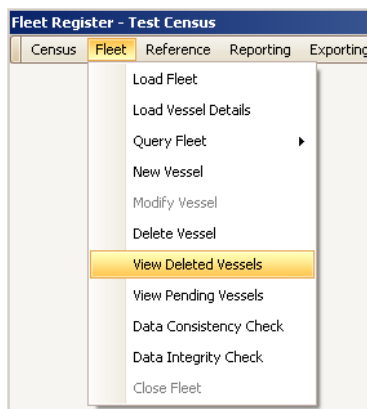 Fleet Register - Test Census
Census Fleet Reference Reporting Exporting
Load Fleet
Load Vessel Details
Query Fleet
New Vessel
Modify Vessel
Delete Vessel
View Deleted Vessels
View Pending Vessels
Data Consistency Check
Data Integrity Check
Close Fleet